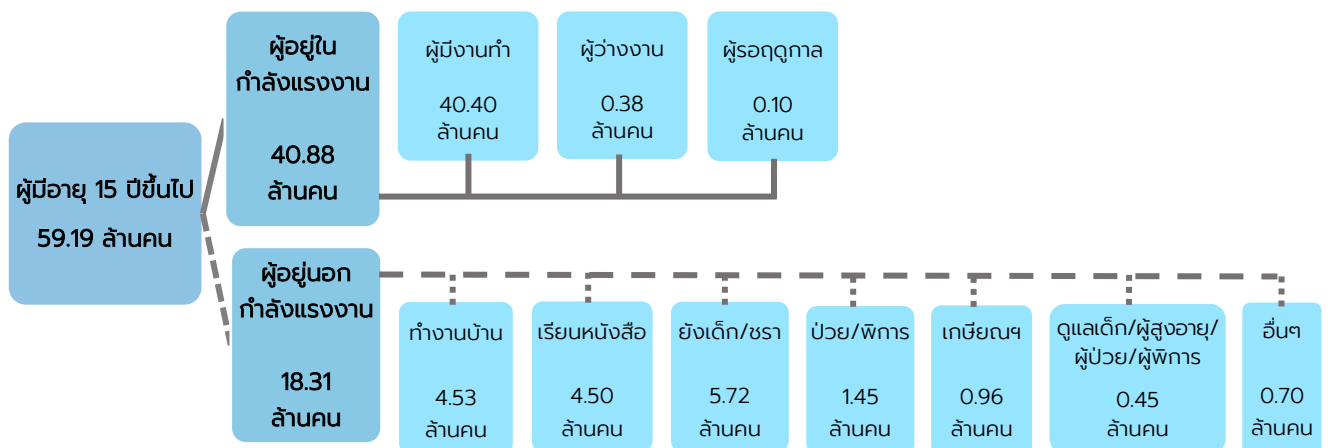 ผู้มีอายุ 15 ปีขึ้นไป
59.19 ล้านคน
ผู้อยู่ใน
กำลังแรงงาน
40.88
ล้านคน
ผู้มีงานทำ
40.40
ล้านคน
ผู้ว่างงาน
0.38
ล้านคน
ผู้รอฤดูกาล
0.10
ล้านคน
ผู้อยู่นอก
กำลังแรงงาน
18.31
ล้านคน
ทำงานบ้าน
4.53
ล้านคน
เรียนหนังสือ
4.50
ล้านคน
ยังเด็ก/ชรา
5.72
ล้านคน
ป่วย/พิการ
1.45
ล้านคน
เกษียณฯ
0.96
ล้านคน
ดูแลเด็ก/ผู้สูงอายุ/
ผู้ป่วย/ผู้พิการ
0.45
ล้านคน
อื่นๆ
0.70
ล้านคน